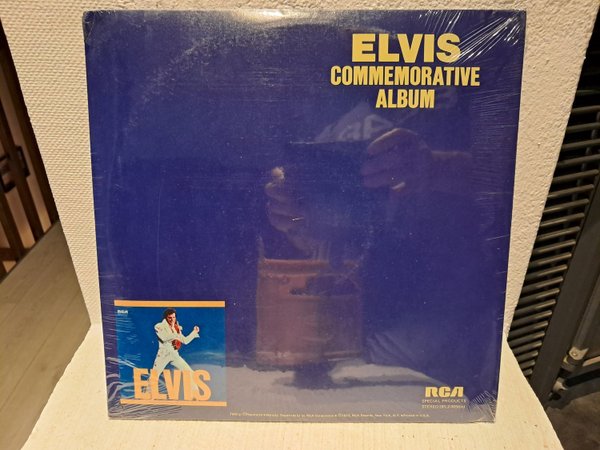 ELVIS
COMMEMORATIVE
ALBUM
RCA
ELVIS
RCA
SPECIAL PRODUCTS